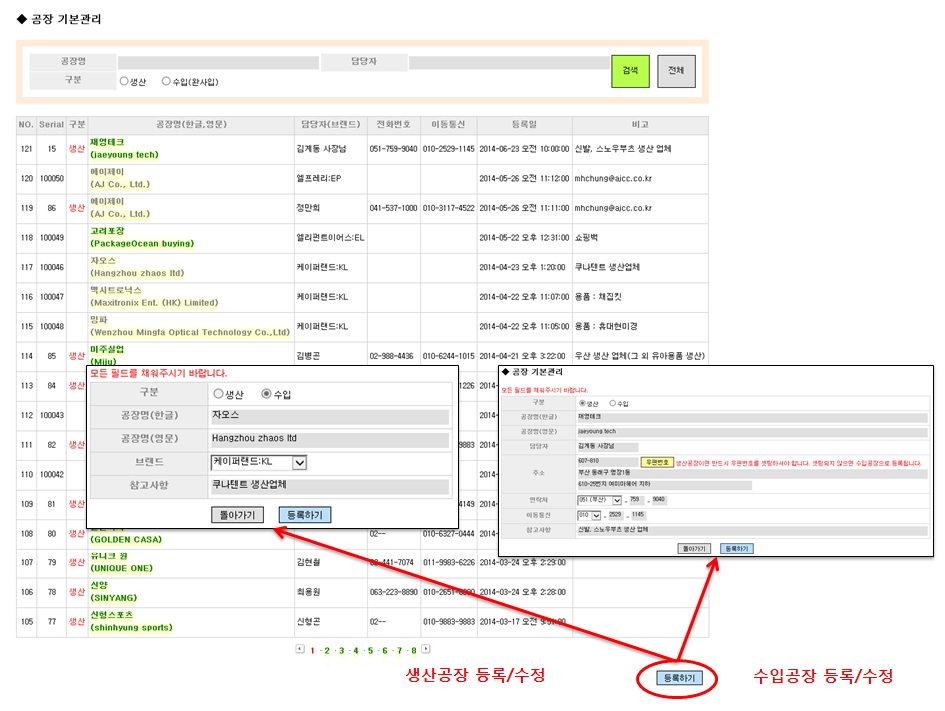 ◆ 공장 기본관리
공장명 담당자 검색 전체
구분 생산 수입(완사입)
NO. Serial 구분 공장명(한글,영문) 담당자(브랜드) 전화번호 이동통신 등록일 비고
121 15 생산 재영테크 (jaeyoung tech) 김계동 사장님 051-759-9040 010-2529-1145 2014-06-23 오전 10:00:00 신발, 스노우부츠 생산 업체
120 100050 에이제이 (AJ Co., Ltd.) 엘프레리:EP 2014-05-26 오전 11:12:00 mhchung@ajcc.co.kr
119 86 생산 에이제이 (AJ Co., Ltd.) 정만희 041-537-1000 010-3117-4522 2014-05-26 오전 11:11:00 mhchung@ajcc.co.kr
118 100049 고려포장 (PackageOcean buying) 엘리펀트이어스:EL 2014-05-22 오후 12:31:00 쇼핑백
117 100046 자오스 (Hangzhou zhaos ltd) 케이퍼랜드:KL 2014-04-23 오후 1:20:00 쿠나텐트 생산업체
116 100047 맥시트로닉스 (Maxitronix Ent. (HK) Limited) 케이퍼랜드:KL 2014-04-22 오후 11:07:00 용품 : 채집킷
115 100048 밍파 (Wenzhou Mingfa Optical Technology Co.,Ltd) 케이퍼랜드:KL 2014-04-22 오후 11:05:00 용품 : 휴대현미경
114 85 생산 미주실업 (Miju) 김병곤 02-988-4436 010-6244-1015 2014-04-21 오후 3:22:00 우산 생산 업체(그 외 유아용품 생산)
113 84 생산 1226 2014-
112 100043 2014-
111 82 생산 9883 2014-
110 100042 2014-
109 81 생산 4149 2014-
108 80 생산 (GOLDEN CASA) 02-- 010-6327-0444 2014-
107 79 생산 유니크 원 (UNIQUE ONE) 김현철 02-441-7074 011-9983-6226 2014-03-24 오후 2:29:00
106 78 생산 신양 (SINYANG) 최용원 063-223-8890 010-2651-8890 2014-03-24 오후 2:28:00
105 77 생산 신형스포츠 (shinhyung sports) 신형곤 02-- 010-9883-9883 2014-03-17 오전 9:51:00
1 · 2 · 3 · 4 · 5 · 6 · 7 · 8
모든 필드를 채워주시기 바랍니다.
구분 생산 수입
공장명(한글) 자오스
공장명(영문) Hangzhou zhaos ltd
브랜드 케이퍼랜드:KL
참고사항 쿠나텐트 생산업체
돌아가기 등록하기
◆ 공장 기본관리
모든 필드를 채워주시기 바랍니다.
구분 생산 수입
공장명(한글) 재영테크
공장명(영문) jaeyoung tech
담당자 김계동 사장님
주소 607-810 우편번호 생산공장이면 반드시 우편번호를 셋팅하셔야 합니다. 셋팅되지 않으면 수입공장으로 등록됩니다.
부산 동래구 명장1동
610-29번지 여미마목어 지하
연락처 051 (부산) - 759 - 9040
이동통신 010 - 2529 - 1145
참고사항 신발, 스노우부츠 생산 업체
돌아가기 등록하기
생산공장 등록/수정
등록하기
수입공장 등록/수정